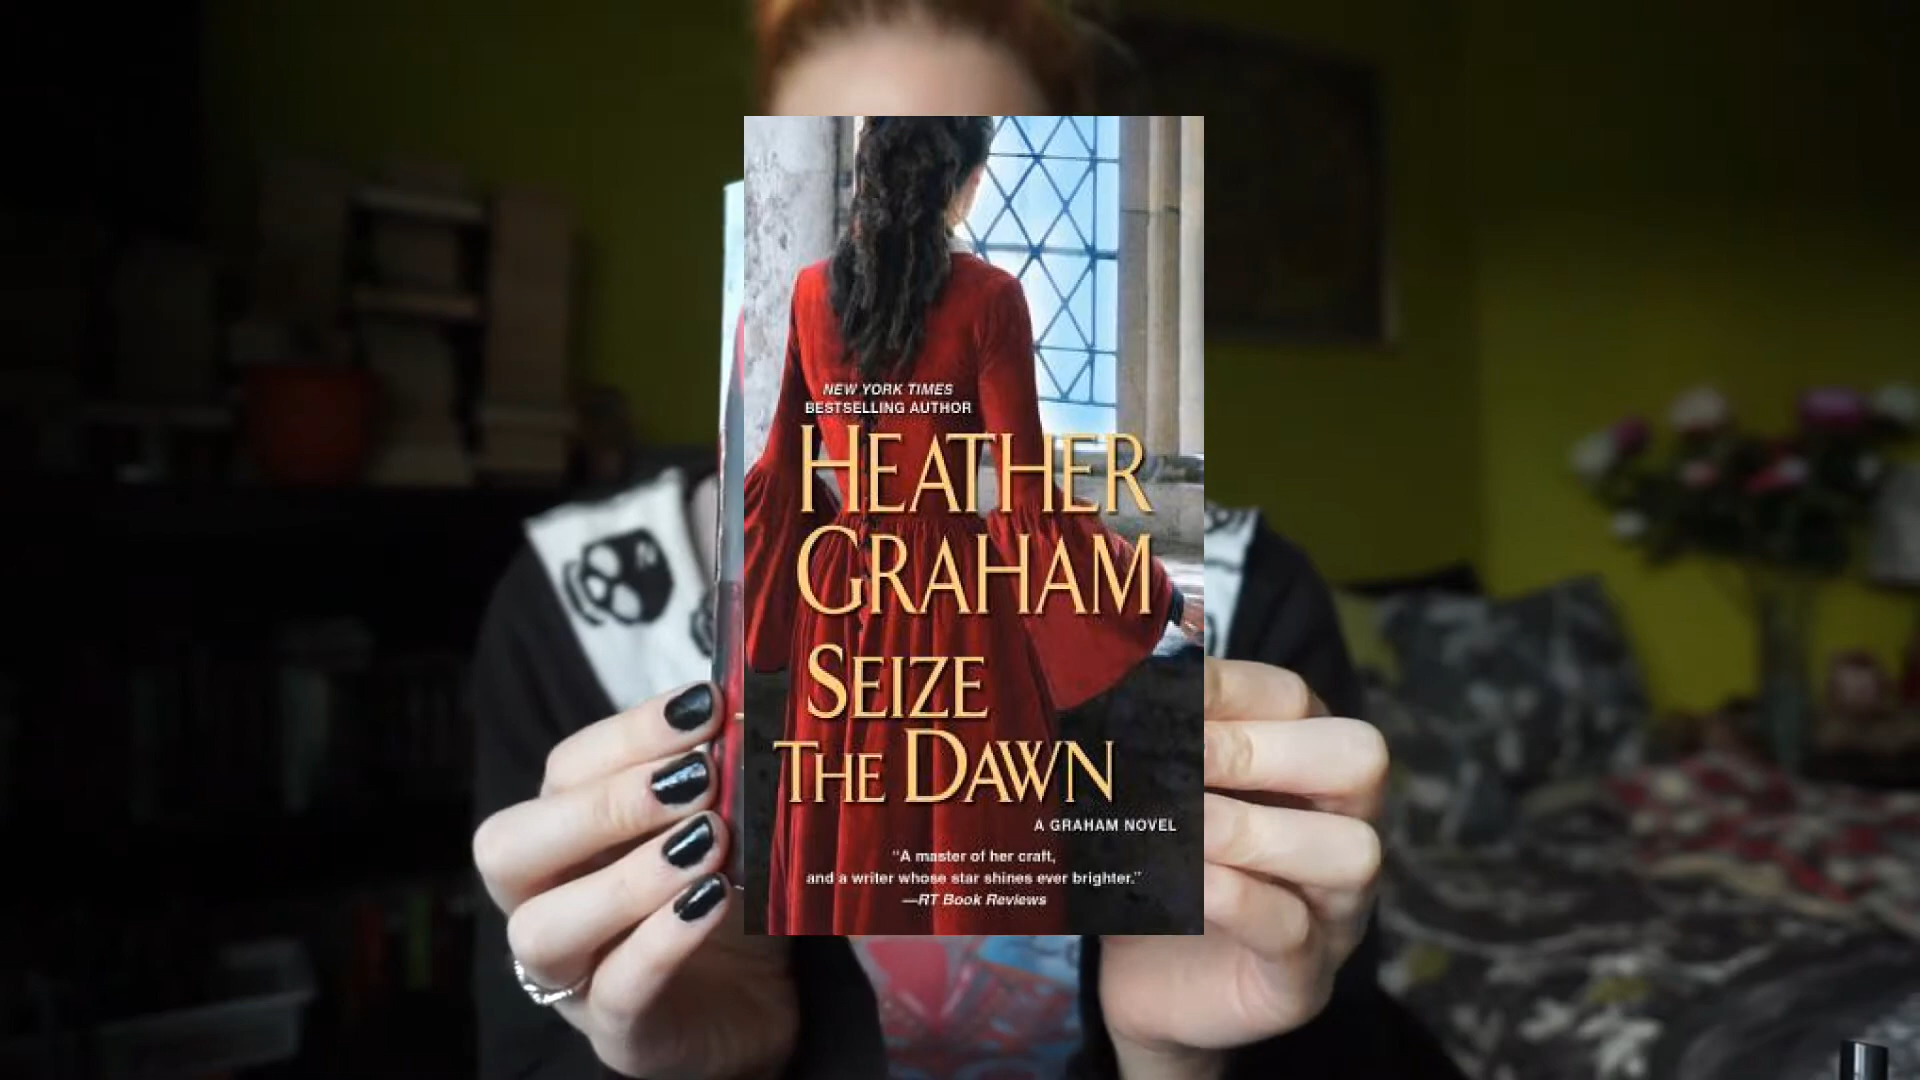 NEW YORK TIMES
BESTSELLING AUTHOR
HEATHER
GRAHAM
SEIZE
THE DAWN
A GRAHAM NOVEL
“A master of her craft,
and a writer whose star shines ever brighter.”
—RT Book Reviews